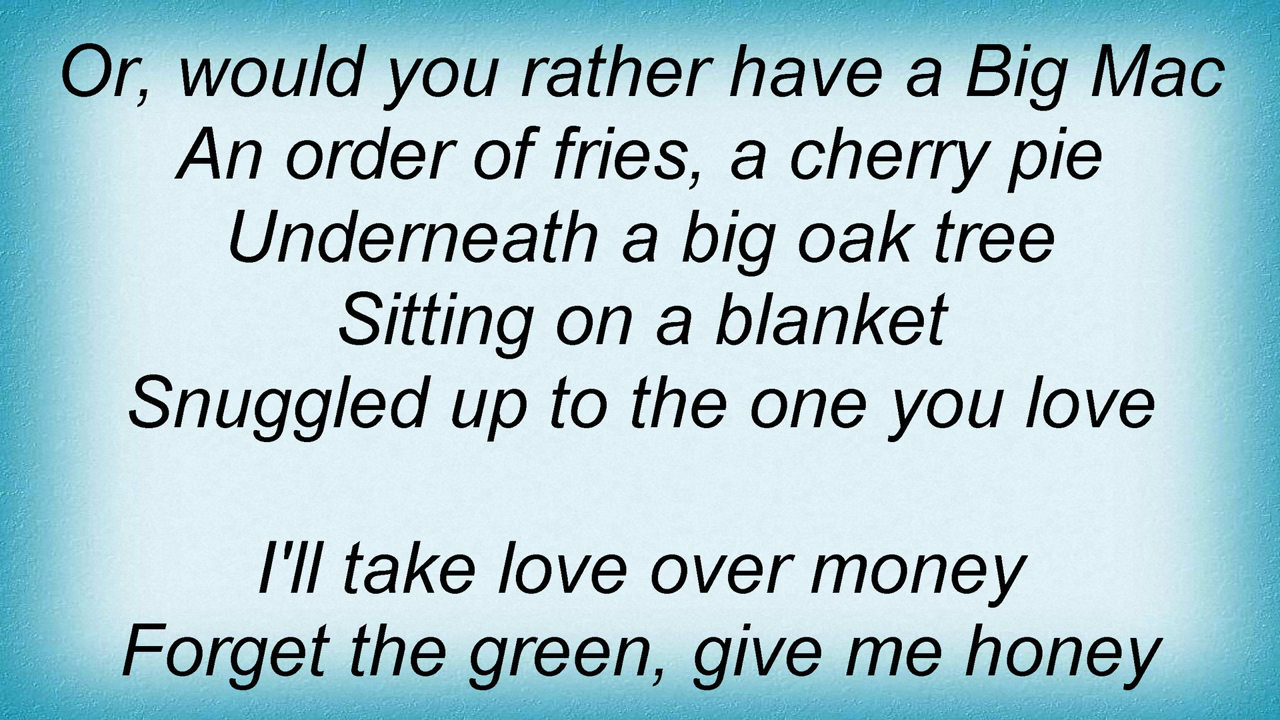 Or, would you rather have a Big Mac
An order of fries, a cherry pie
Underneath a big oak tree
Sitting on a blanket
Snuggled up to the one you love
I'll take love over money
Forget the green, give me honey